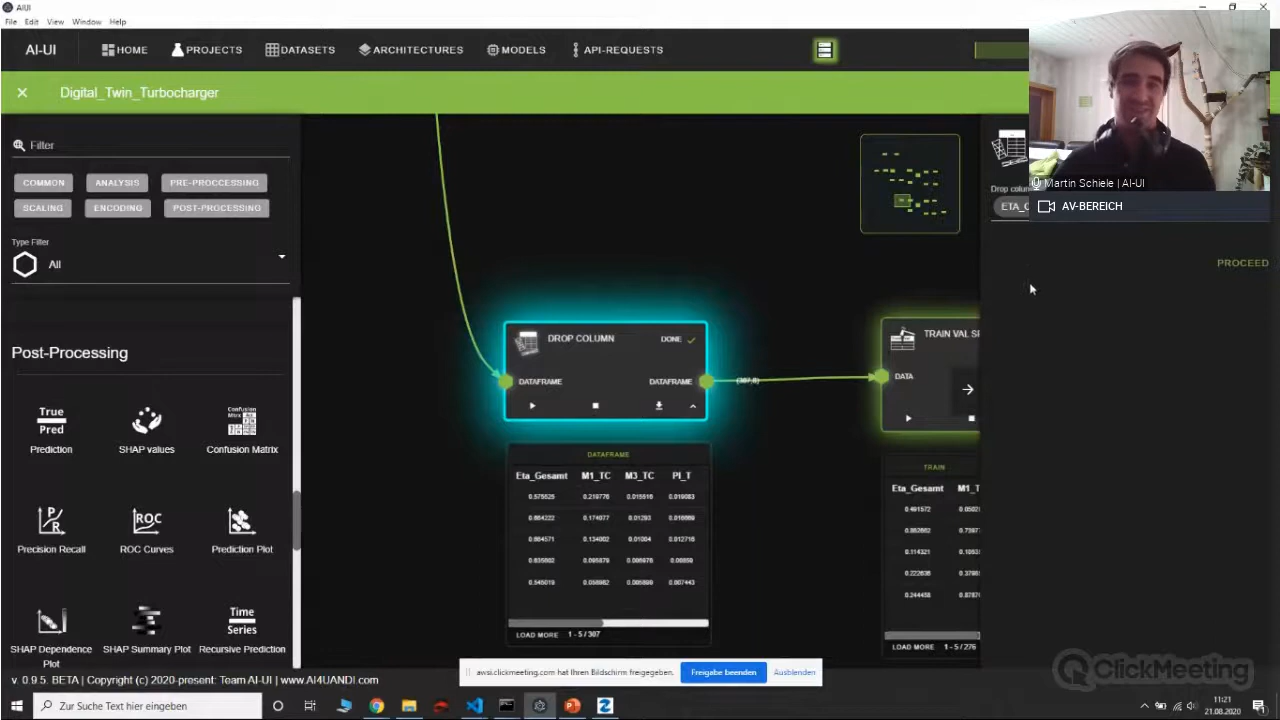 AIUI
File Edit View Window Help
AI-UI HOME PROJECTS DATASETS ARCHITECTURES MODELS API-REQUESTS
Digital_Twin_Turbocharger
Filter
COMMON ANALYSIS PRE-PROCCESSING
SCALING ENCODING POST-PROCESSING
Type Filter
All
Post-Processing
True
Pred
Prediction
SHAP values
Confusion
Confusion Matrix
P/R
Precision Recall
ROC
ROC Curves
Prediction Plot
SHAP Dependence
Plot
SHAP Summary Plot
Time
Series
Recursive Prediction
DROP COLUMN DONE
DATAFRAME DATAFRAME
(307,8)
DATAFRAME
Eta_Gesamt M1_TC M3_TC PI_T
LOAD MORE 1 - 5 / 307
TRAIN VAL
DATA
TRAIN
Eta_Gesamt
LOAD MORE 1 - 5 / 276
Martin Schiele | AI-UI
AV-BEREICH
PROCEED
awsi.clickmeeting.com hat Ihren Bildschirm freigegeben. Freigabe beenden Ausblenden
ClickMeeting
BETA | Copyright (c) 2020-present: Team AI-UI | www.AI4UANDI.com
Zur Suche Text hier eingeben
11:21
21.08.2020